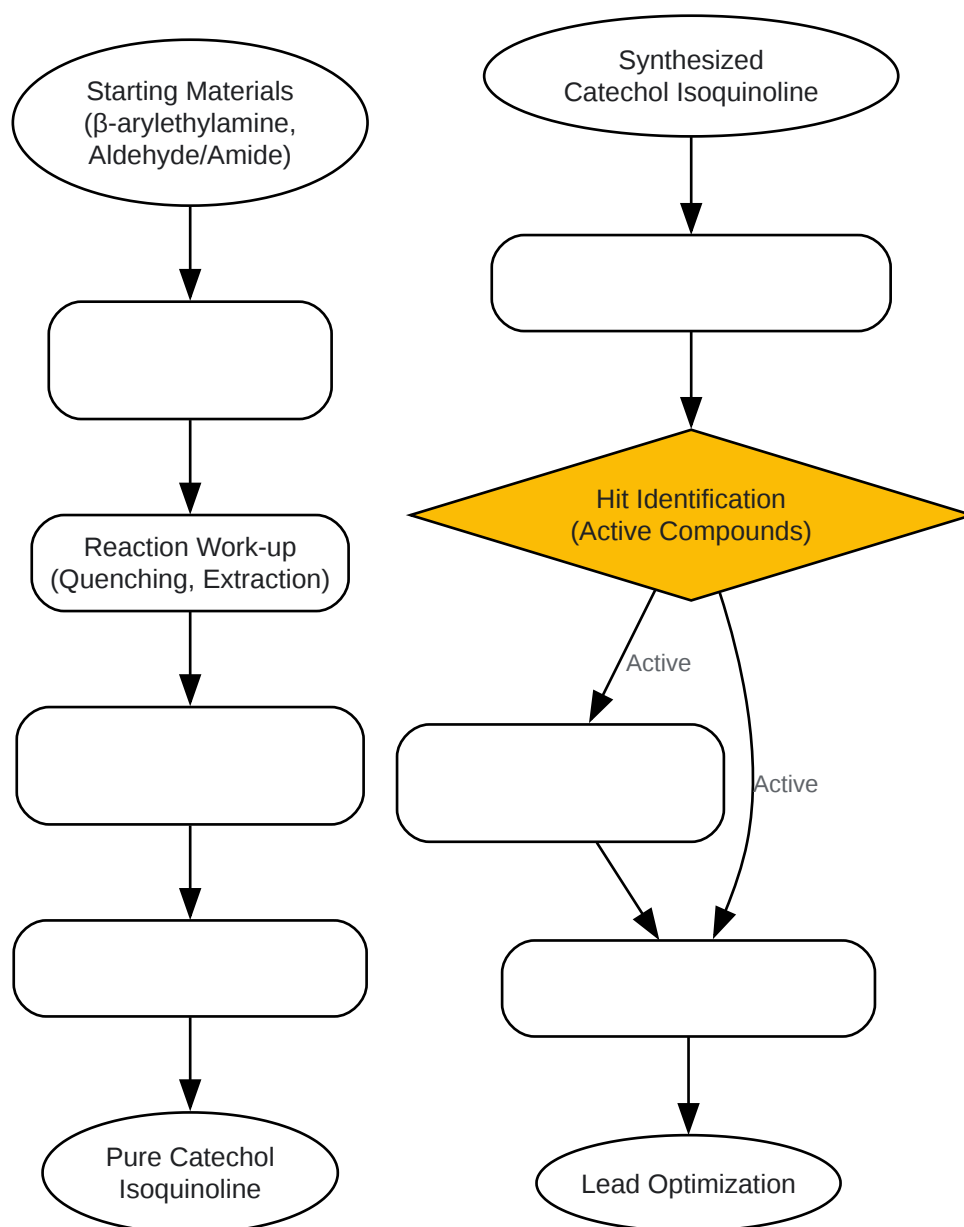 Starting Materials
(β-arylethylamine,
Aldehyde/Amide)
Reaction Work-up
(Quenching, Extraction)
Pure Catechol
Isoquinoline
Synthesized
Catechol Isoquinoline
Hit Identification
(Active Compounds)
Active
Active
Lead Optimization